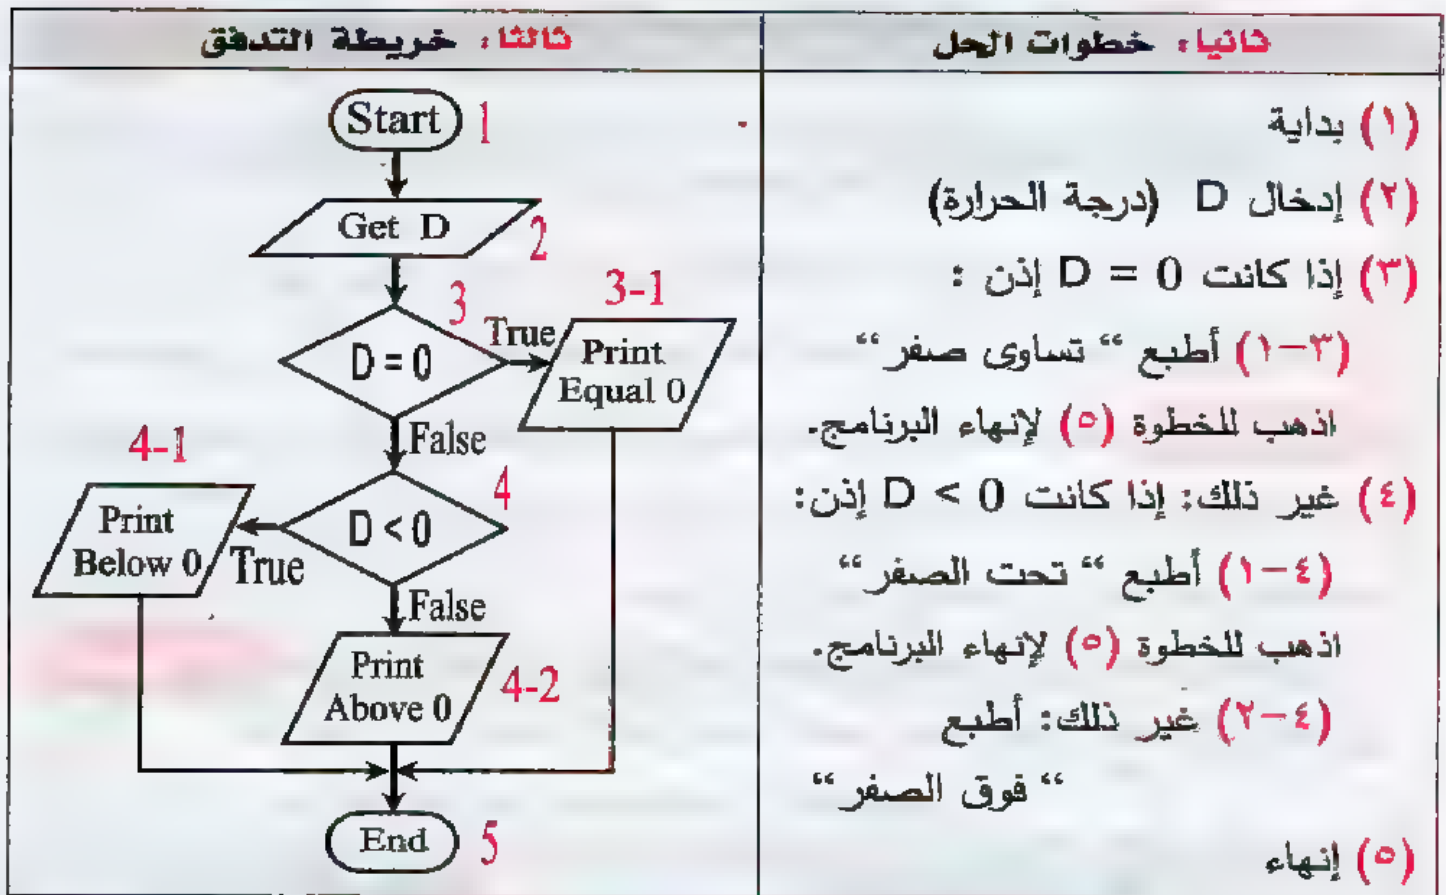 ثانيا: خطوات الحل
(١) بداية
(٢) إدخال D (درجة الحرارة)
(٣) إذا كانت D = 0 إذن :
(٣-١) أطبع “ تساوى صفر “
اذهب للخطوة (٥) لإنهاء البرنامج.
(٤) غير ذلك: إذا كانت D < 0 إذن:
(٤-١) أطبع “ تحت الصفر “
اذهب للخطوة (٥) لإنهاء البرنامج.
(٤-٢) غير ذلك: أطبع
“ فوق الصفر “
(٥) إنهاء
ثالثا: خريطة التدفق
Start 1
Get D 2
3
D = 0
True
3-1
Print
Equal 0
False
4
D < 0
True
4-1
Print
Below 0
False
Print
Above 0
4-2
End 5